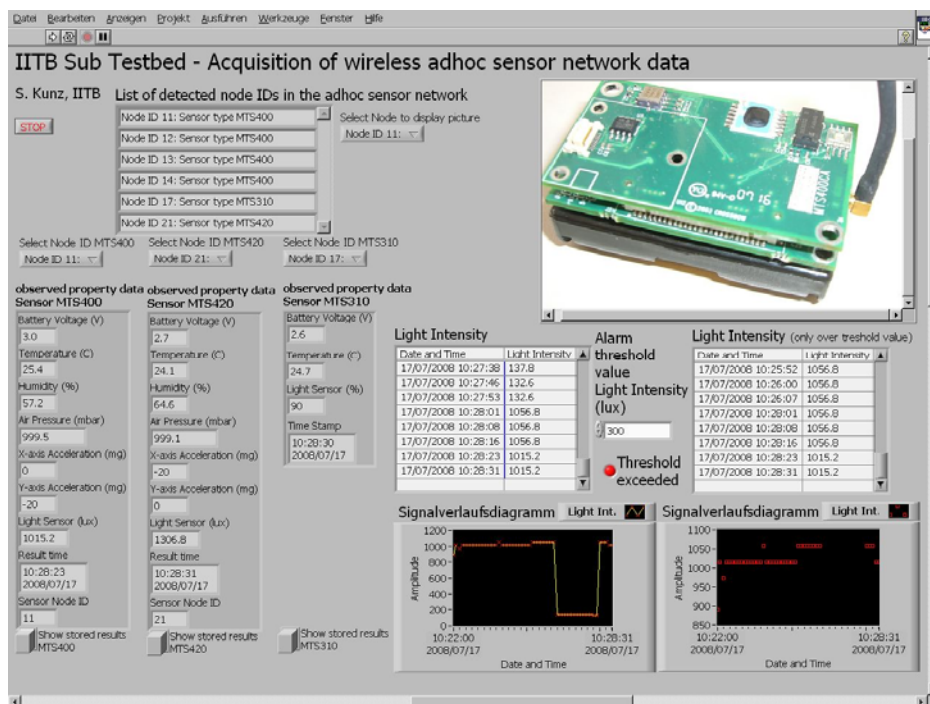 Datei Bearbeiten Anzeigen Projekt Ausführen Werkzeuge Fenster Hilfe
IITB Sub Testbed - Acquisition of wireless adhoc sensor network data
S. Kunz, IITB
List of detected node IDs in the adhoc sensor network
STOP
Node ID 11: Sensor type MTS400
Node ID 12: Sensor type MTS400
Node ID 13: Sensor type MTS400
Node ID 14: Sensor type MTS400
Node ID 17: Sensor type MTS310
Node ID 21: Sensor type MTS420
Select Node to display picture
Node ID 11:
MTS400CA
Select Node ID MTS400
Node ID 11:
Select Node ID MTS420
Node ID 21:
Select Node ID MTS310
Node ID 17:
observed property data
Sensor MTS400
Battery Voltage (V)
3.0
Temperature (C)
25.4
Humidity (%)
57.2
Air Pressure (mbar)
999.5
X-axis Acceleration (mg)
0
Y-axis Acceleration (mg)
-20
Light Sensor (lux)
1015.2
Result time
10:28:23
2008/07/17
Sensor Node ID
11
Show stored results
MTS400
observed property data
Sensor MTS420
Battery Voltage (V)
2.7
Temperature (C)
24.1
Humidity (%)
64.6
Air Pressure (mbar)
999.1
X-axis Acceleration (mg)
-20
Y-axis Acceleration (mg)
0
Light Sensor (lux)
1306.8
Result time
10:28:31
2008/07/17
Sensor Node ID
21
Show stored results
MTS420
observed property data
Sensor MTS310
Battery Voltage (V)
2.6
Temperature (C)
24.7
Light Sensor (%)
90
Time Stamp
10:28:30
2008/07/17
Show stored results
MTS310
Light Intensity
Date and Time Light Intensity
17/07/2008 10:27:38 137.8
17/07/2008 10:27:46 132.6
17/07/2008 10:27:53 132.6
17/07/2008 10:28:01 1056.8
17/07/2008 10:28:08 1056.8
17/07/2008 10:28:16 1056.8
17/07/2008 10:28:23 1015.2
17/07/2008 10:28:31 1015.2
Alarm
threshold
value
Light Intensity
(lux)
300
Threshold
exceeded
Light Intensity (only over treshold value)
Date and Time Light Intensity
17/07/2008 10:25:52 1056.8
17/07/2008 10:26:00 1056.8
17/07/2008 10:26:07 1056.8
17/07/2008 10:28:01 1056.8
17/07/2008 10:28:08 1056.8
17/07/2008 10:28:16 1056.8
17/07/2008 10:28:23 1015.2
17/07/2008 10:28:31 1015.2
Signalverlaufsdiagramm Light Int.
Amplitude
1200
1000
800
600
400
200
0
10:22:00
2008/07/17
10:28:31
2008/07/17
Date and Time
Signalverlaufsdiagramm Light Int.
Amplitude
1100
1050
1000
950
900
850
10:22:00
2008/07/17
10:28:31
2008/07/17
Date and Time